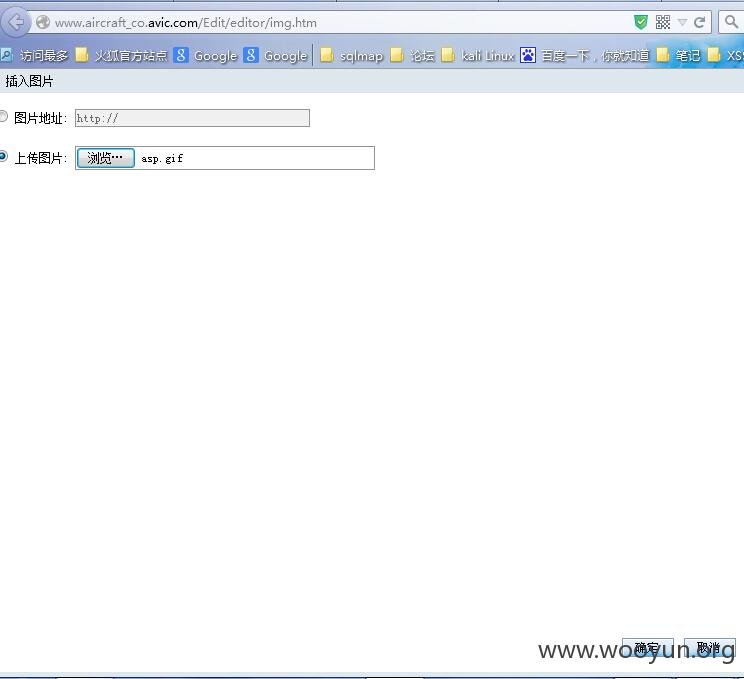 www.aircraft_co.avic.com/Edit/editor/img.htm
访问最多 火狐官方站点 Google Google sqlmap 论坛 kali Linux 百度一下，你就知道 笔记 XSS
插入图片
图片地址: http://
上传图片: 浏览… asp.gif
确定 取消
www.wooyun.org